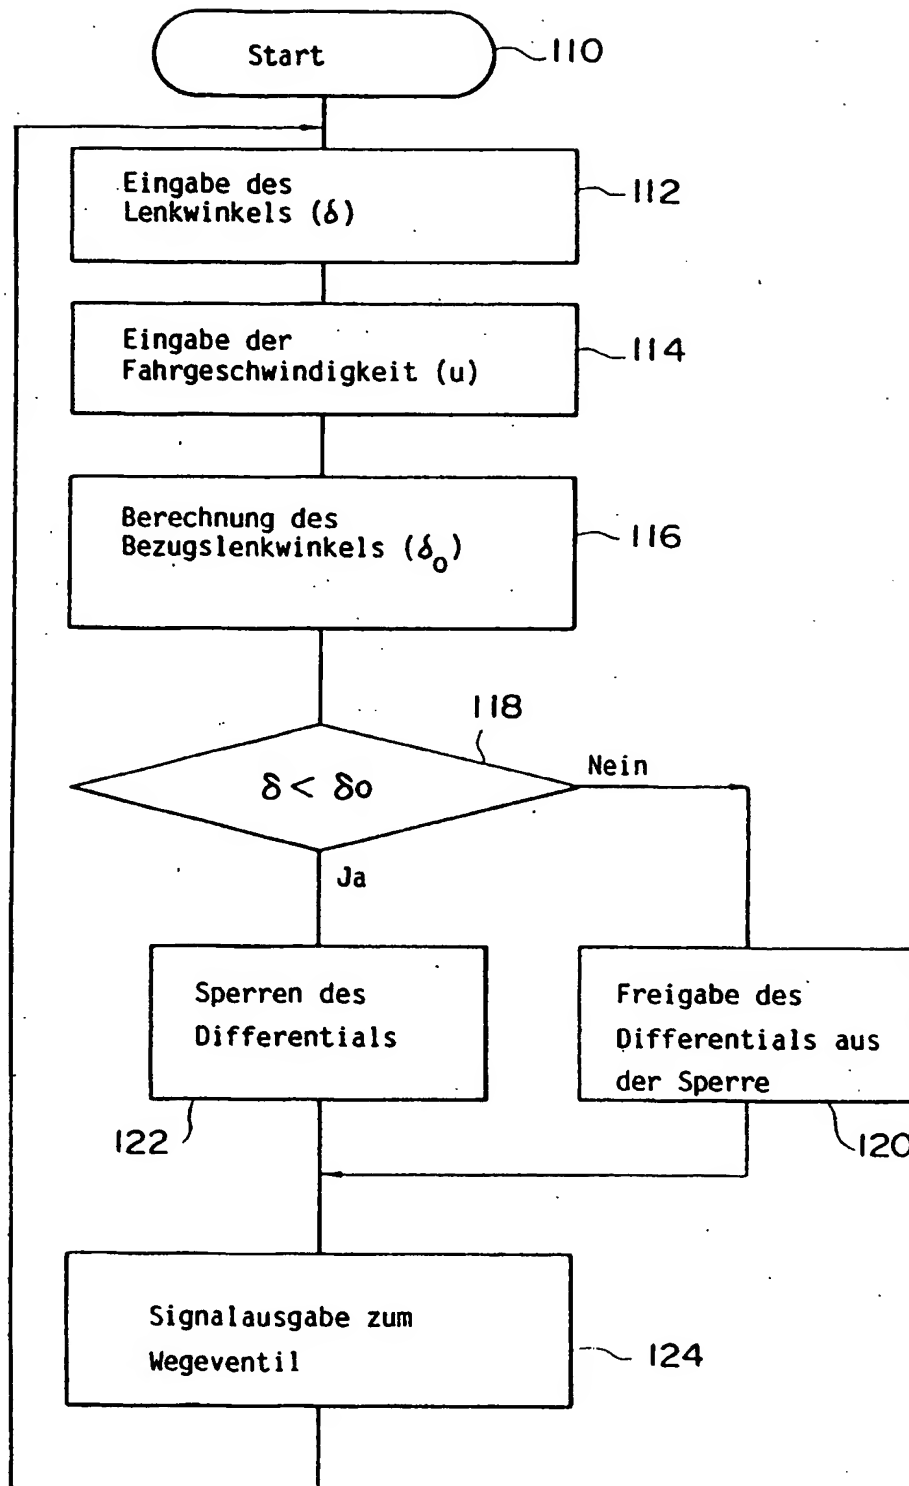 Start
110
Eingabe des
Lenkwinkels (δ)
112
Eingabe der
Fahrgeschwindigkeit (u)
114
Berechnung des
Bezugslenkwinkels (δo)
116
118
δ < δo
Nein
Ja
Sperren des
Differentials
122
Freigabe des
Differentials aus
der Sperre
120
Signalausgabe zum
Wegeventil
124